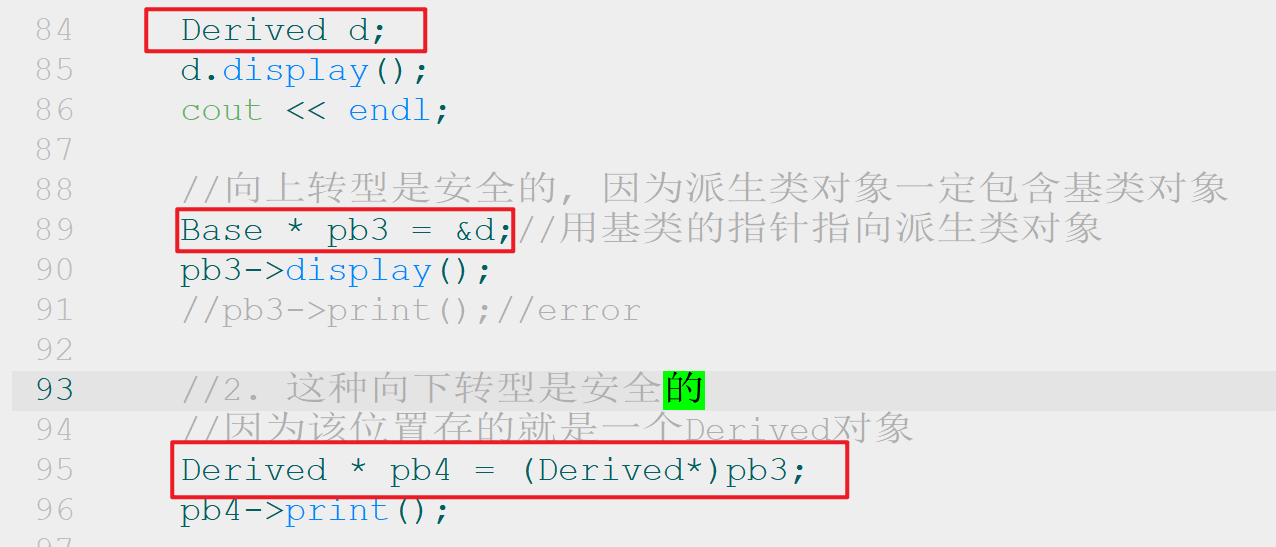 84 Derived d;
85 d.display();
86 cout << endl;
87
88 //向上转型是安全的，因为派生类对象一定包含基类对象
89 Base * pb3 = &d;//用基类的指针指向派生类对象
90 pb3->display();
91 //pb3->print();//error
92
93 //2. 这种向下转型是安全的
94 //因为该位置存的就是一个Derived对象
95 Derived * pb4 = (Derived*)pb3;
96 pb4->print();
97